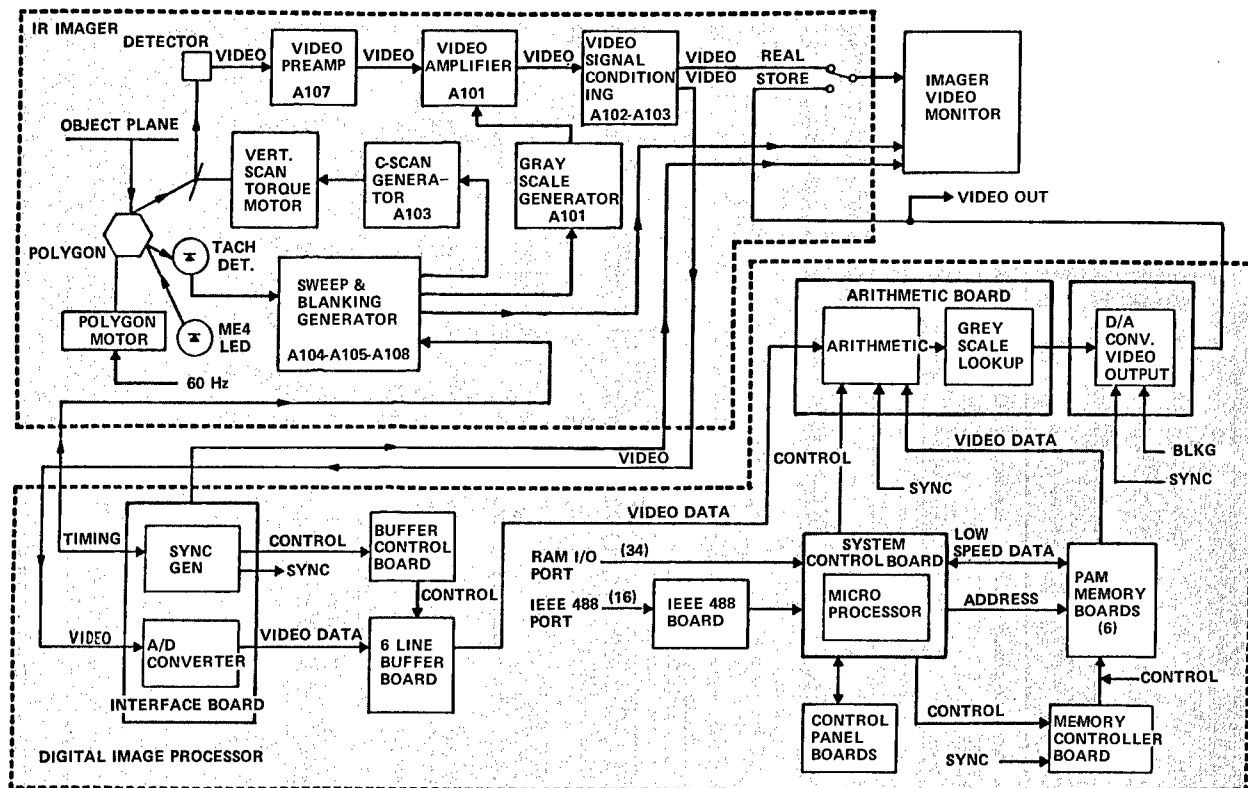 IR IMAGER
DETECTOR
VIDEO
VIDEO
PREAMP
A107
VIDEO
VIDEO
AMPLIFIER
A101
VIDEO
VIDEO
SIGNAL
CONDITION
ING
A102-A103
VIDEO
VIDEO
REAL
STORE
IMAGER
VIDEO
MONITOR
OBJECT PLANE
VERT.
SCAN
TORQUE
MOTOR
C-SCAN
GENERA-
TOR
A103
GRAY
SCALE
GENERATOR
A101
VIDEO OUT
POLYGON
TACH
DET.
SWEEP &
BLANKING
GENERATOR
A104-A105-A108
POLYGON
MOTOR
ME4
LED
60 Hz
ARITHMETIC BOARD
ARITHMETIC
GREY
SCALE
LOOKUP
D/A
CONV.
VIDEO
OUTPUT
VIDEO
CONTROL
VIDEO DATA
BLKG
SYNC
SYNC
TIMING
SYNC
GEN
CONTROL
SYNC
BUFFER
CONTROL
BOARD
CONTROL
VIDEO DATA
RAM I/O
PORT
(34)
IEEE 488
PORT
(16)
IEEE 488
BOARD
SYSTEM
CONTROL BOARD
MICRO
PROCESSOR
LOW
SPEED DATA
ADDRESS
PAM
MEMORY
BOARDS
(6)
VIDEO
A/D
CONVERTER
VIDEO DATA
6 LINE
BUFFER
BOARD
INTERFACE BOARD
CONTROL
CONTROL
PANEL
BOARDS
CONTROL
MEMORY
CONTROLLER
BOARD
SYNC
DIGITAL IMAGE PROCESSOR